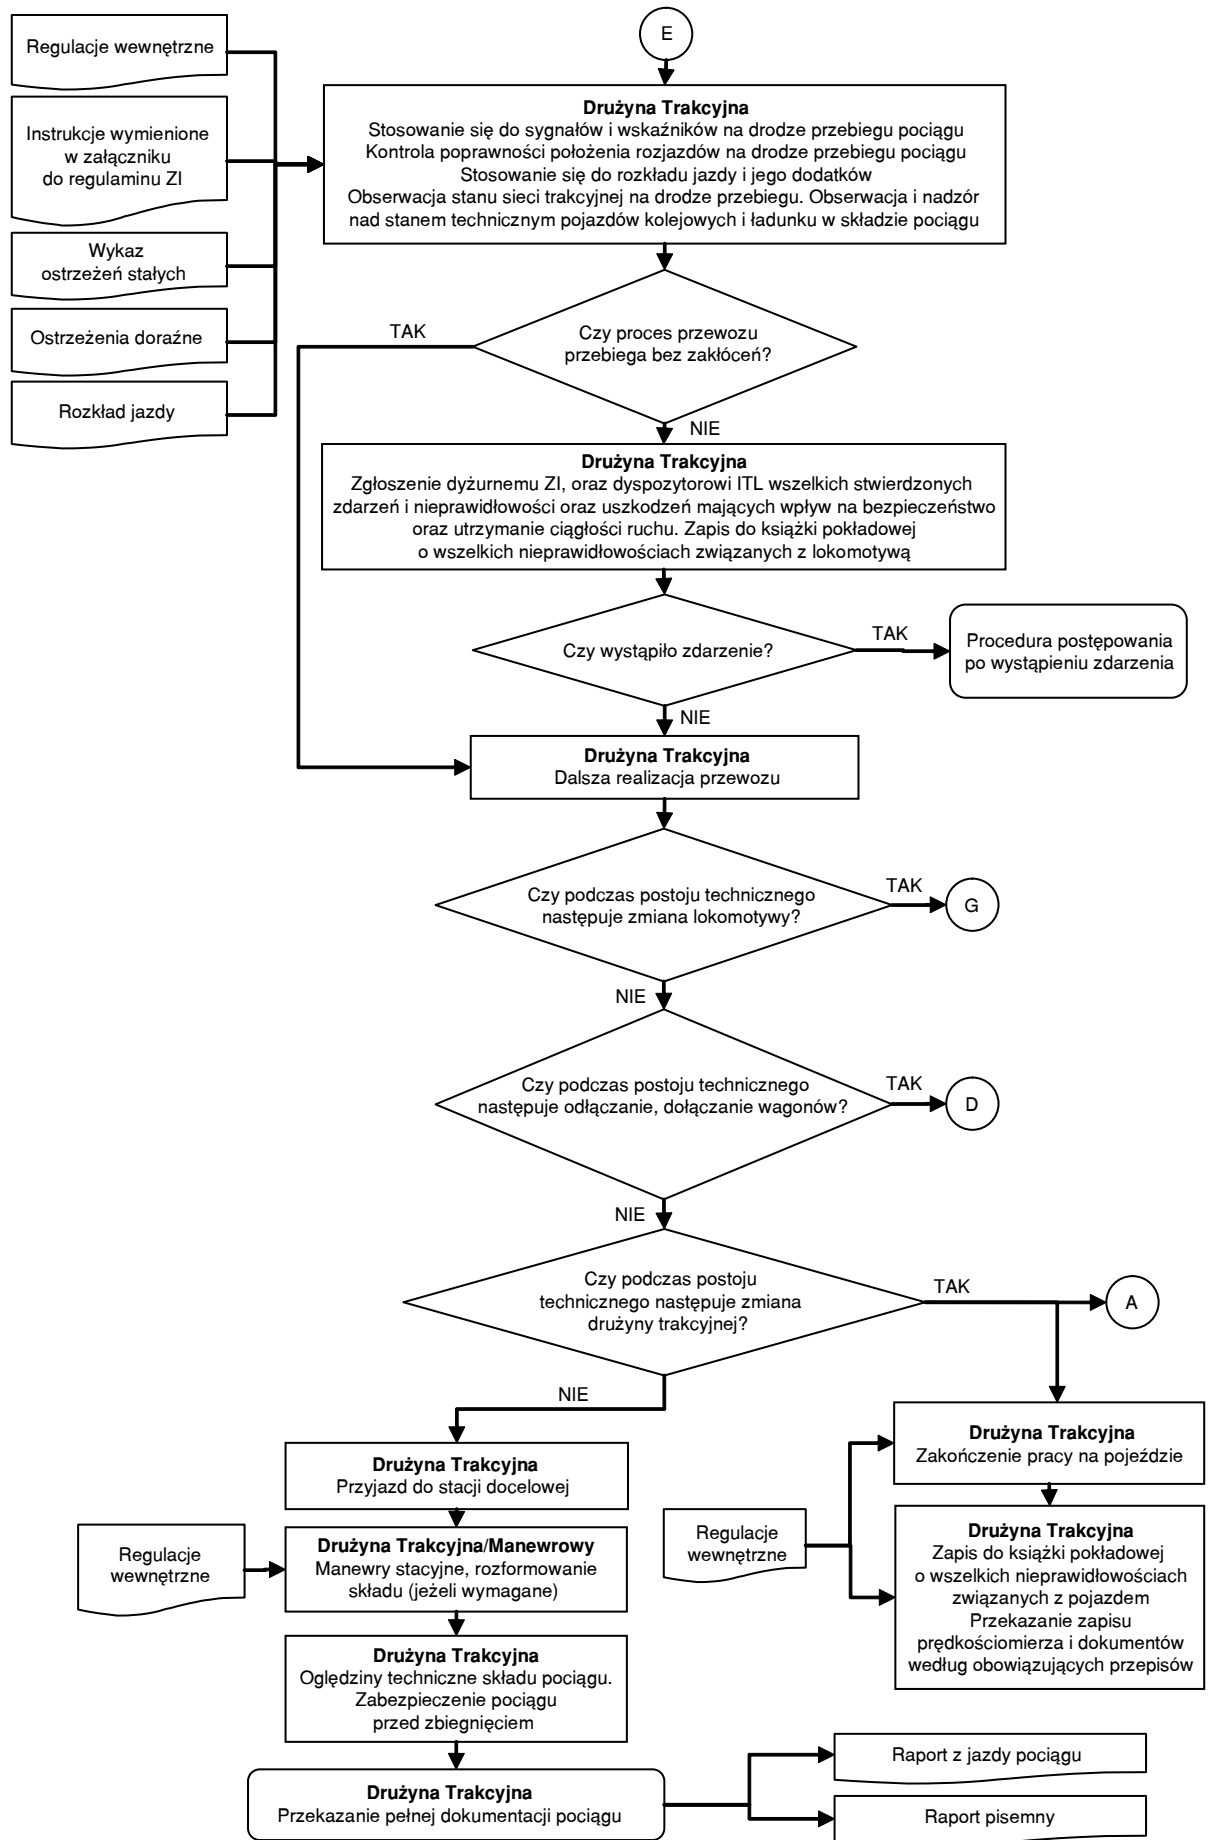 E
Regulacje wewnętrzne
Instrukcje wymienione
w załączniku
do regulaminu ZI
Wykaz
ostrzeżeń stałych
Ostrzeżenia doraźne
Rozkład jazdy
Drużyna Trakcyjna
Stosowanie się do sygnałów i wskaźników na drodze przebiegu pociągu
Kontrola poprawności położenia rozjazdów na drodze przebiegu pociągu
Stosowanie się do rozkładu jazdy i jego dodatków
Obserwacja stanu sieci trakcyjnej na drodze przebiegu. Obserwacja i nadzór
nad stanem technicznym pojazdów kolejowych i ładunku w składzie pociągu
TAK
Czy proces przewozu
przebiega bez zakłóceń?
NIE
Drużyna Trakcyjna
Zgłoszenie dyżurnemu ZI, oraz dyspozytorowi ITL wszelkich stwierdzonych
zdarzeń i nieprawidłowości oraz uszkodzeń mających wpływ na bezpieczeństwo
oraz utrzymanie ciągłości ruchu. Zapis do książki pokładowej
o wszelkich nieprawidłowościach związanych z lokomotywą
Czy wystąpiło zdarzenie?
TAK
Procedura postępowania
po wystąpieniu zdarzenia
NIE
Drużyna Trakcyjna
Dalsza realizacja przewozu
Czy podczas postoju technicznego
następuje zmiana lokomotywy?
TAK
G
NIE
Czy podczas postoju technicznego
następuje odłączanie, dołączanie wagonów?
TAK
D
NIE
Czy podczas postoju
technicznego następuje zmiana
drużyny trakcyjnej?
TAK
A
NIE
Drużyna Trakcyjna
Przyjazd do stacji docelowej
Regulacje
wewnętrzne
Drużyna Trakcyjna/Manewrowy
Manewry stacyjne, rozformowanie
składu (jeżeli wymagane)
Drużyna Trakcyjna
Oględziny techniczne składu pociągu.
Zabezpieczenie pociągu
przed zbiegnięciem
Drużyna Trakcyjna
Przekazanie pełnej dokumentacji pociągu
Regulacje
wewnętrzne
Drużyna Trakcyjna
Zakończenie pracy na pojeździe
Drużyna Trakcyjna
Zapis do książki pokładowej
o wszelkich nieprawidłowościach
związanych z pojazdem
Przekazanie zapisu
prędkościomierza i dokumentów
według obowiązujących przepisów
Raport z jazdy pociągu
Raport pisemny